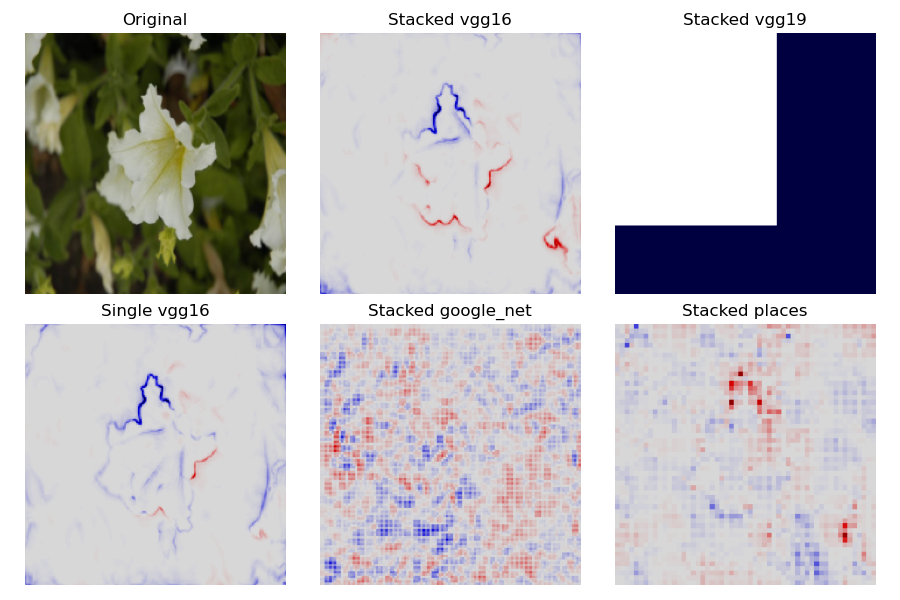 Original
Stacked vgg16
Stacked vgg19
Single vgg16
Stacked google_net
Stacked places